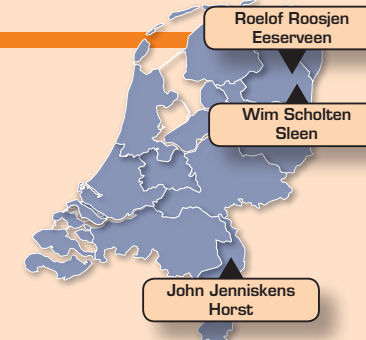 Roelof Roosjen
Eeserveen
Wim Scholten
Sleen
John Jenniskens
Horst